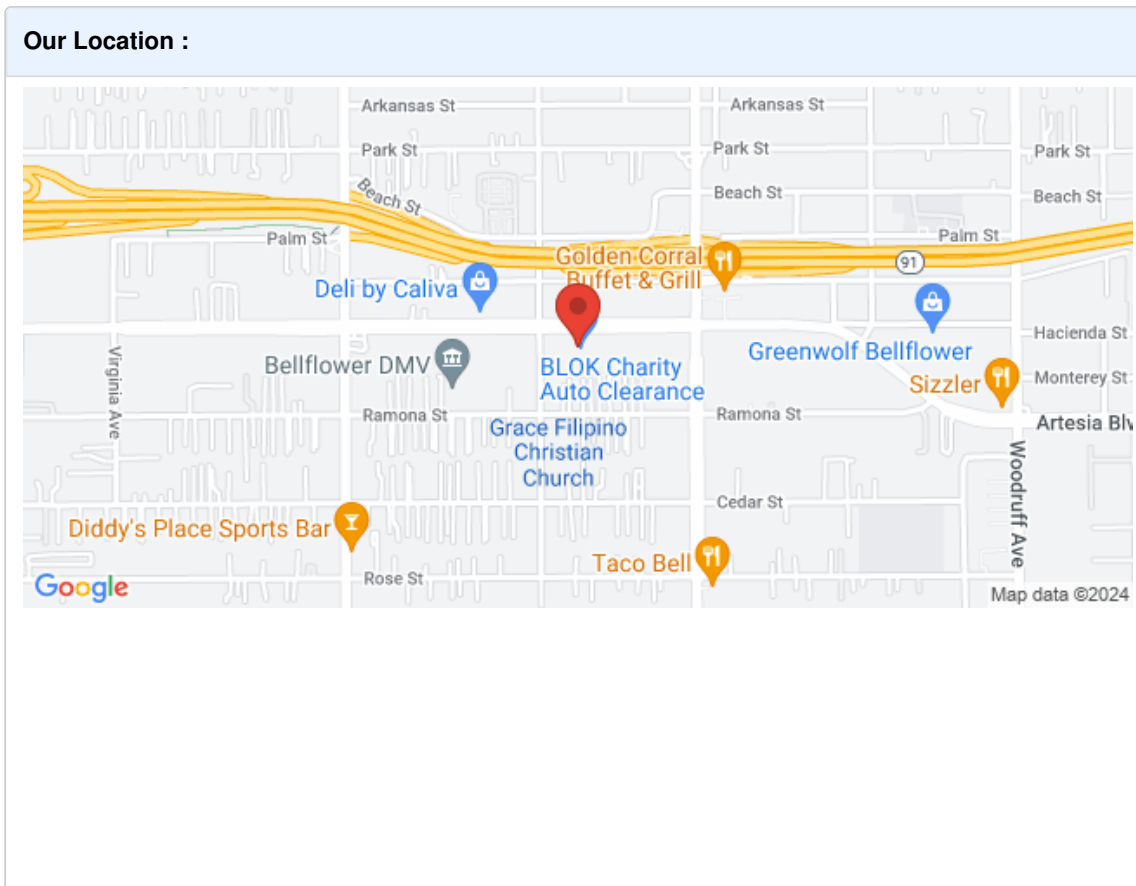 Our Location :
Arkansas St
Arkansas St
Park St
Park St
Park St
Beach St
Beach St
Beach St
Palm St
Palm St
Golden Corral
Buffet & Grill
91
Deli by Caliva
Hacienda St
Bellflower DMV
BLOK Charity
Auto Clearance
Greenwolf Bellflower
Sizzler
Monterey St
Virginia Ave
Ramona St
Ramona St
Artesia Blv
Grace Filipino
Christian
Church
Woodruff Ave
Cedar St
Diddy's Place Sports Bar
Taco Bell
Rose St
Google
Map data ©2024